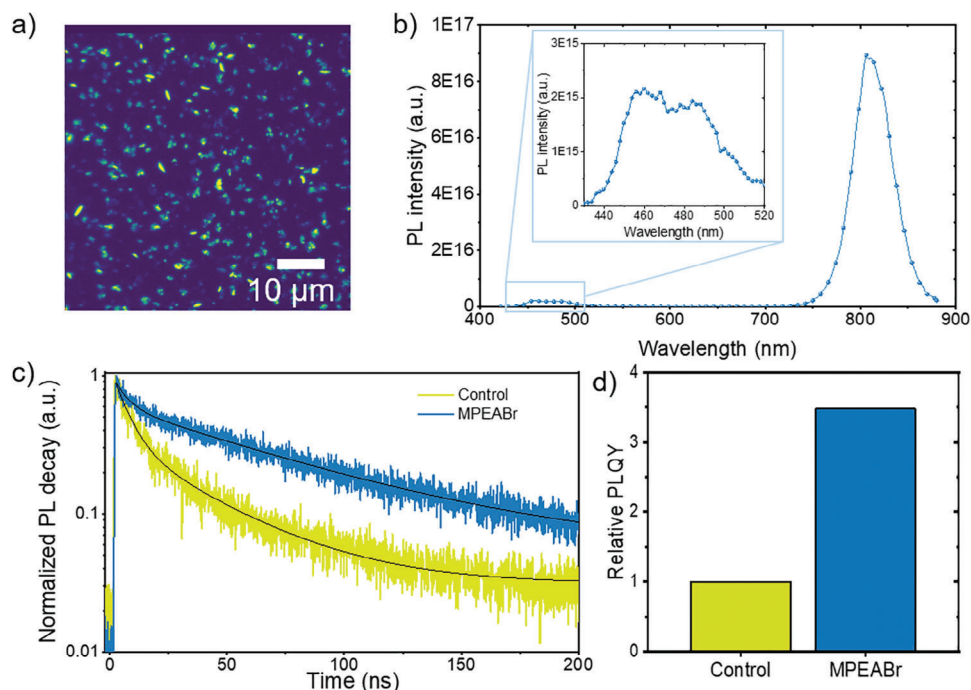 a)
10 µm
b)
PL intensity (a.u.)
1E17
8E16
6E16
4E16
2E16
0
400 500 600 700 800 900
Wavelength (nm)
PL intensity (a.u.)
3E15
2E15
1E15
0
440 460 480 500 520
Wavelength (nm)
c)
Normalized PL decay (a.u.)
1
0.1
0.01
Control
MPEABr
0 50 100 150 200
Time (ns)
d)
Relative PLQY
4
3
2
1
0
Control MPEABr